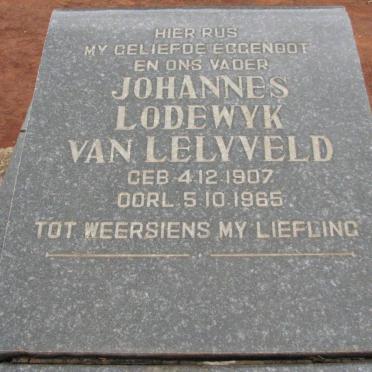 HIER RUS
MY GELIEFDE EGGENOOT
EN ONS VADER
JOHANNES
LODEWYK
VAN LELYVELD
GEB 4.12.1907
OORL. 5.10.1965
TOT WEERSIENS MY LIEFLING